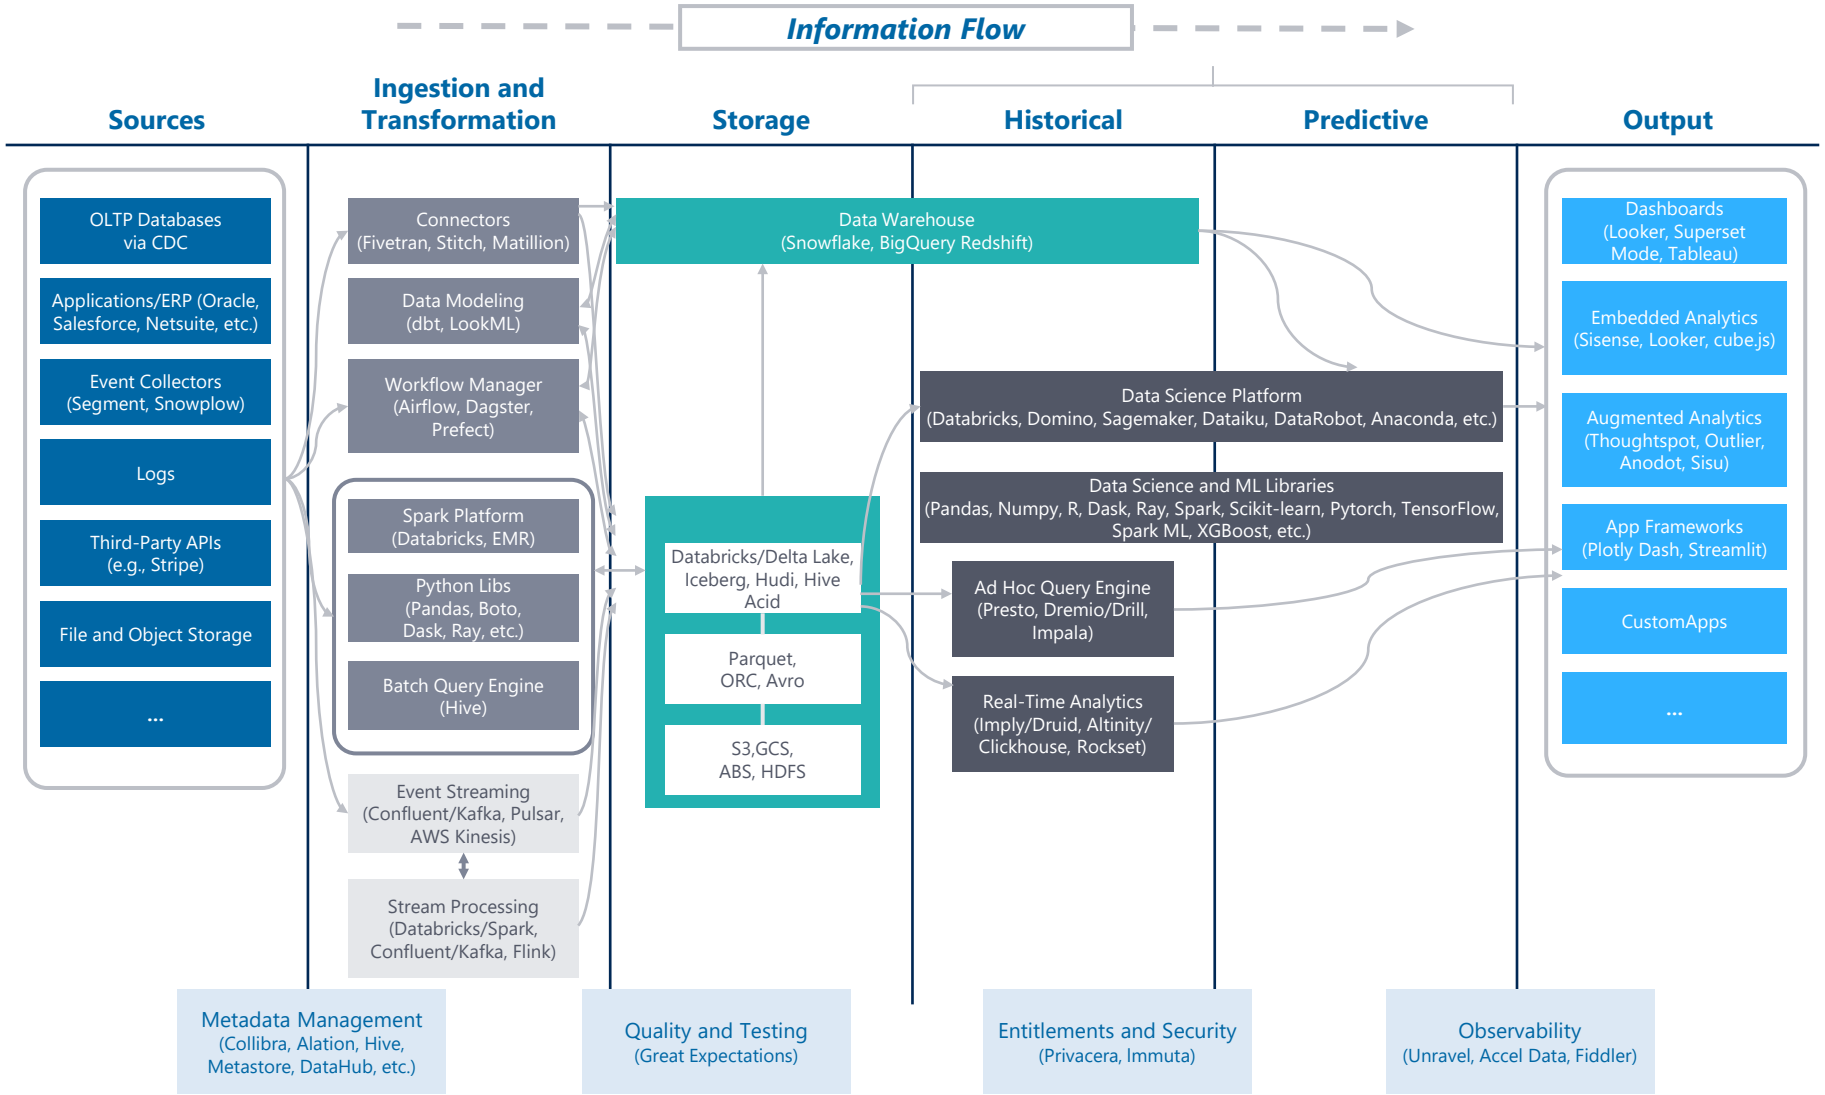 Information Flow
Sources
Ingestion and
Transformation
Storage
Historical
Predictive
Output
OLTP Databases
via CDC
Applications/ERP (Oracle,
Salesforce, Netsuite, etc.)
Event Collectors
(Segment, Snowplow)
Logs
Third-Party APIs
(e.g., Stripe)
File and Object Storage
...
Connectors
(Fivetran, Stitch, Matillion)
Data Modeling
(dbt, LookML)
Workflow Manager
(Airflow, Dagster,
Prefect)
Spark Platform
(Databricks, EMR)
Python Libs
(Pandas, Boto,
Dask, Ray, etc.)
Batch Query Engine
(Hive)
Event Streaming
(Confluent/Kafka, Pulsar,
AWS Kinesis)
Stream Processing
(Databricks/Spark,
Confluent/Kafka, Flink)
Data Warehouse
(Snowflake, BigQuery Redshift)
Databricks/Delta Lake,
Iceberg, Hudi, Hive
Acid
Parquet,
ORC, Avro
S3,GCS,
ABS, HDFS
Data Science Platform
(Databricks, Domino, Sagemaker, Dataiku, DataRobot, Anaconda, etc.)
Data Science and ML Libraries
(Pandas, Numpy, R, Dask, Ray, Spark, Scikit-learn, Pytorch, TensorFlow,
Spark ML, XGBoost, etc.)
Ad Hoc Query Engine
(Presto, Dremio/Drill,
Impala)
Real-Time Analytics
(Imply/Druid, Altinity/
Clickhouse, Rockset)
Dashboards
(Looker, Superset
Mode, Tableau)
Embedded Analytics
(Sisense, Looker, cube.js)
Augmented Analytics
(Thoughtspot, Outlier,
Anodot, Sisu)
App Frameworks
(Plotly Dash, Streamlit)
CustomApps
...
Metadata Management
(Collibra, Alation, Hive,
Metastore, DataHub, etc.)
Quality and Testing
(Great Expectations)
Entitlements and Security
(Privacera, Immuta)
Observability
(Unravel, Accel Data, Fiddler)